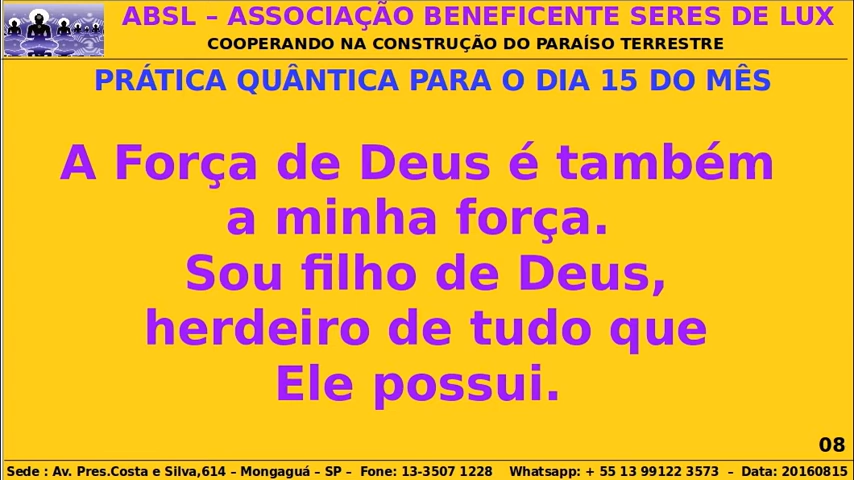 ABSL – ASSOCIAÇÃO BENEFICENTE SERES DE LUX
COOPERANDO NA CONSTRUÇÃO DO PARAÍSO TERRESTRE
PRÁTICA QUÂNTICA PARA O DIA 15 DO MÊS
A Força de Deus é também
a minha força.
Sou filho de Deus,
herdeiro de tudo que
Ele possui.
08
Sede : Av. Pres.Costa e Silva,614 – Mongaguá – SP – Fone: 13-3507 1228 Whatsapp: + 55 13 99122 3573 – Data: 20160815